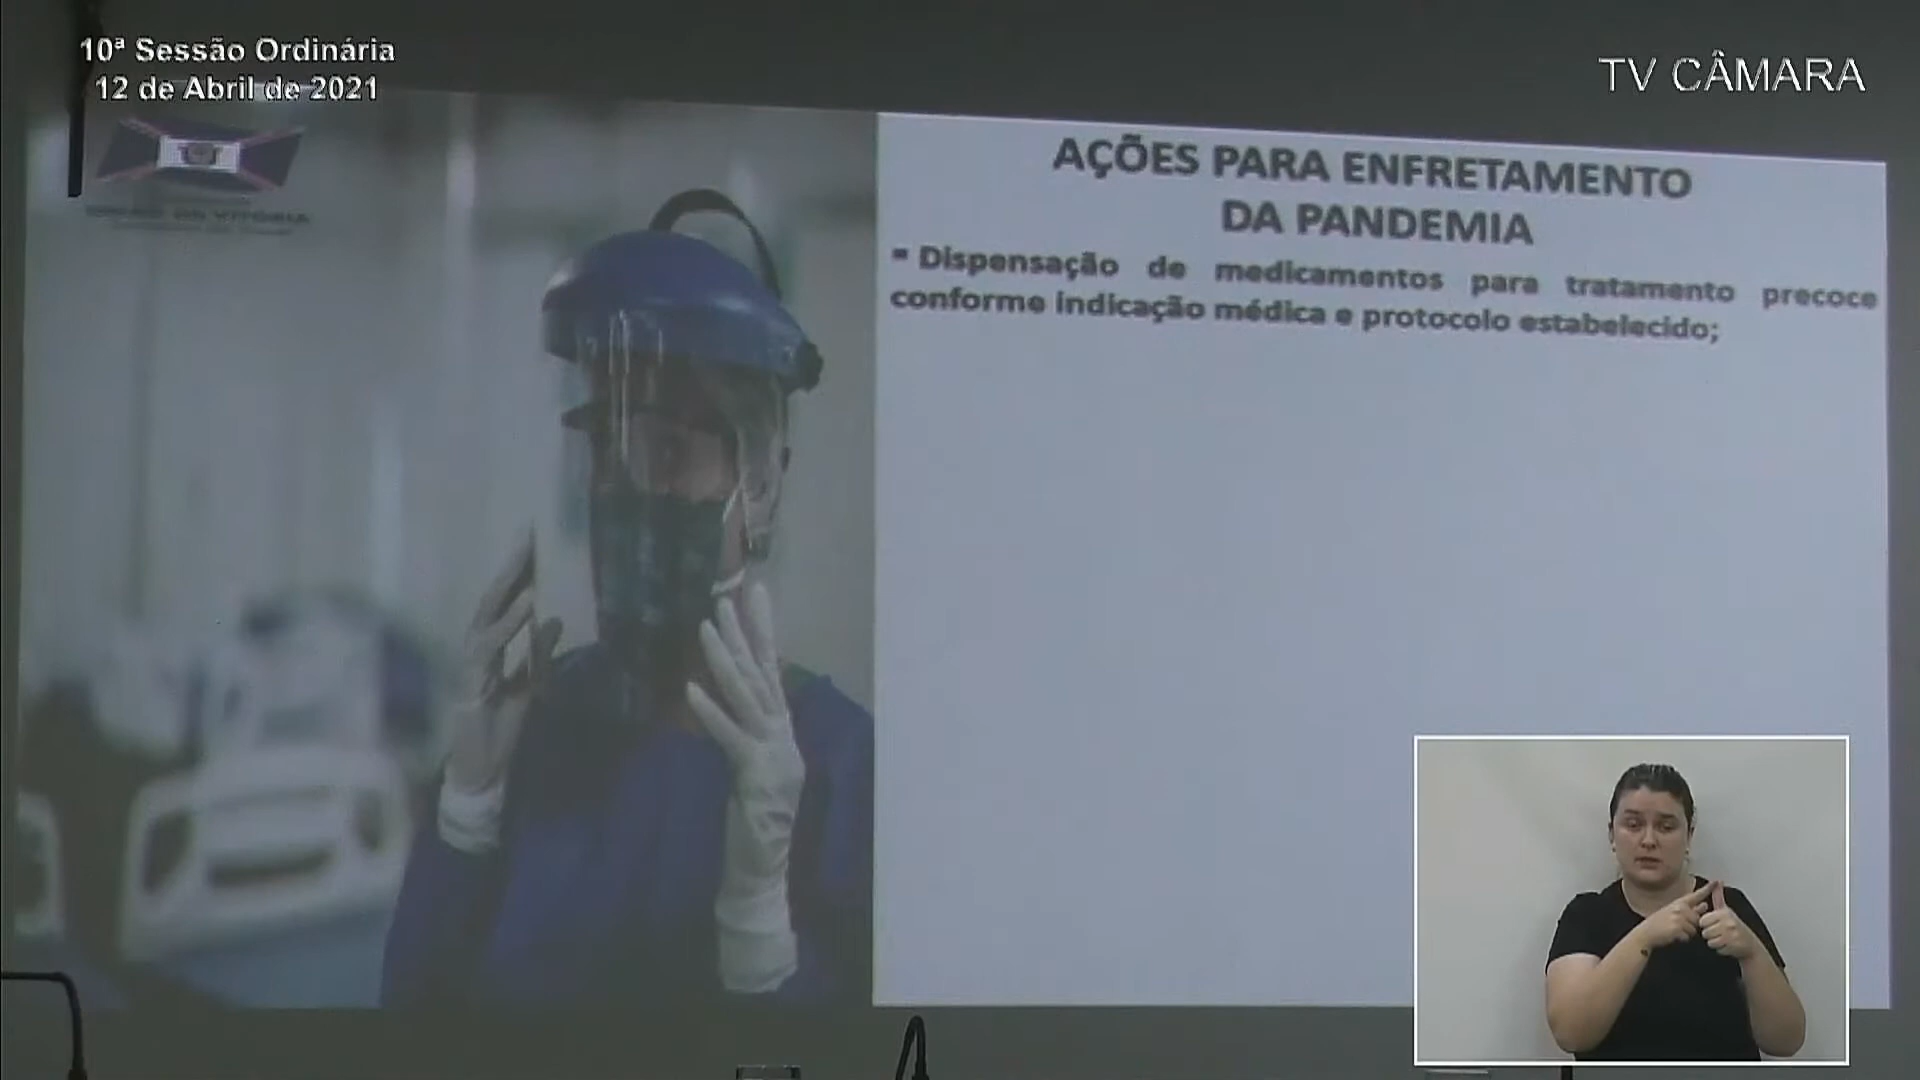 10ª Sessão Ordinária
12 de Abril de 2021
TV CÂMARA
AÇÕES PARA ENFRETAMENTO
DA PANDEMIA
▪ Dispensação de medicamentos para tratamento precoce
conforme indicação médica e protocolo estabelecido;